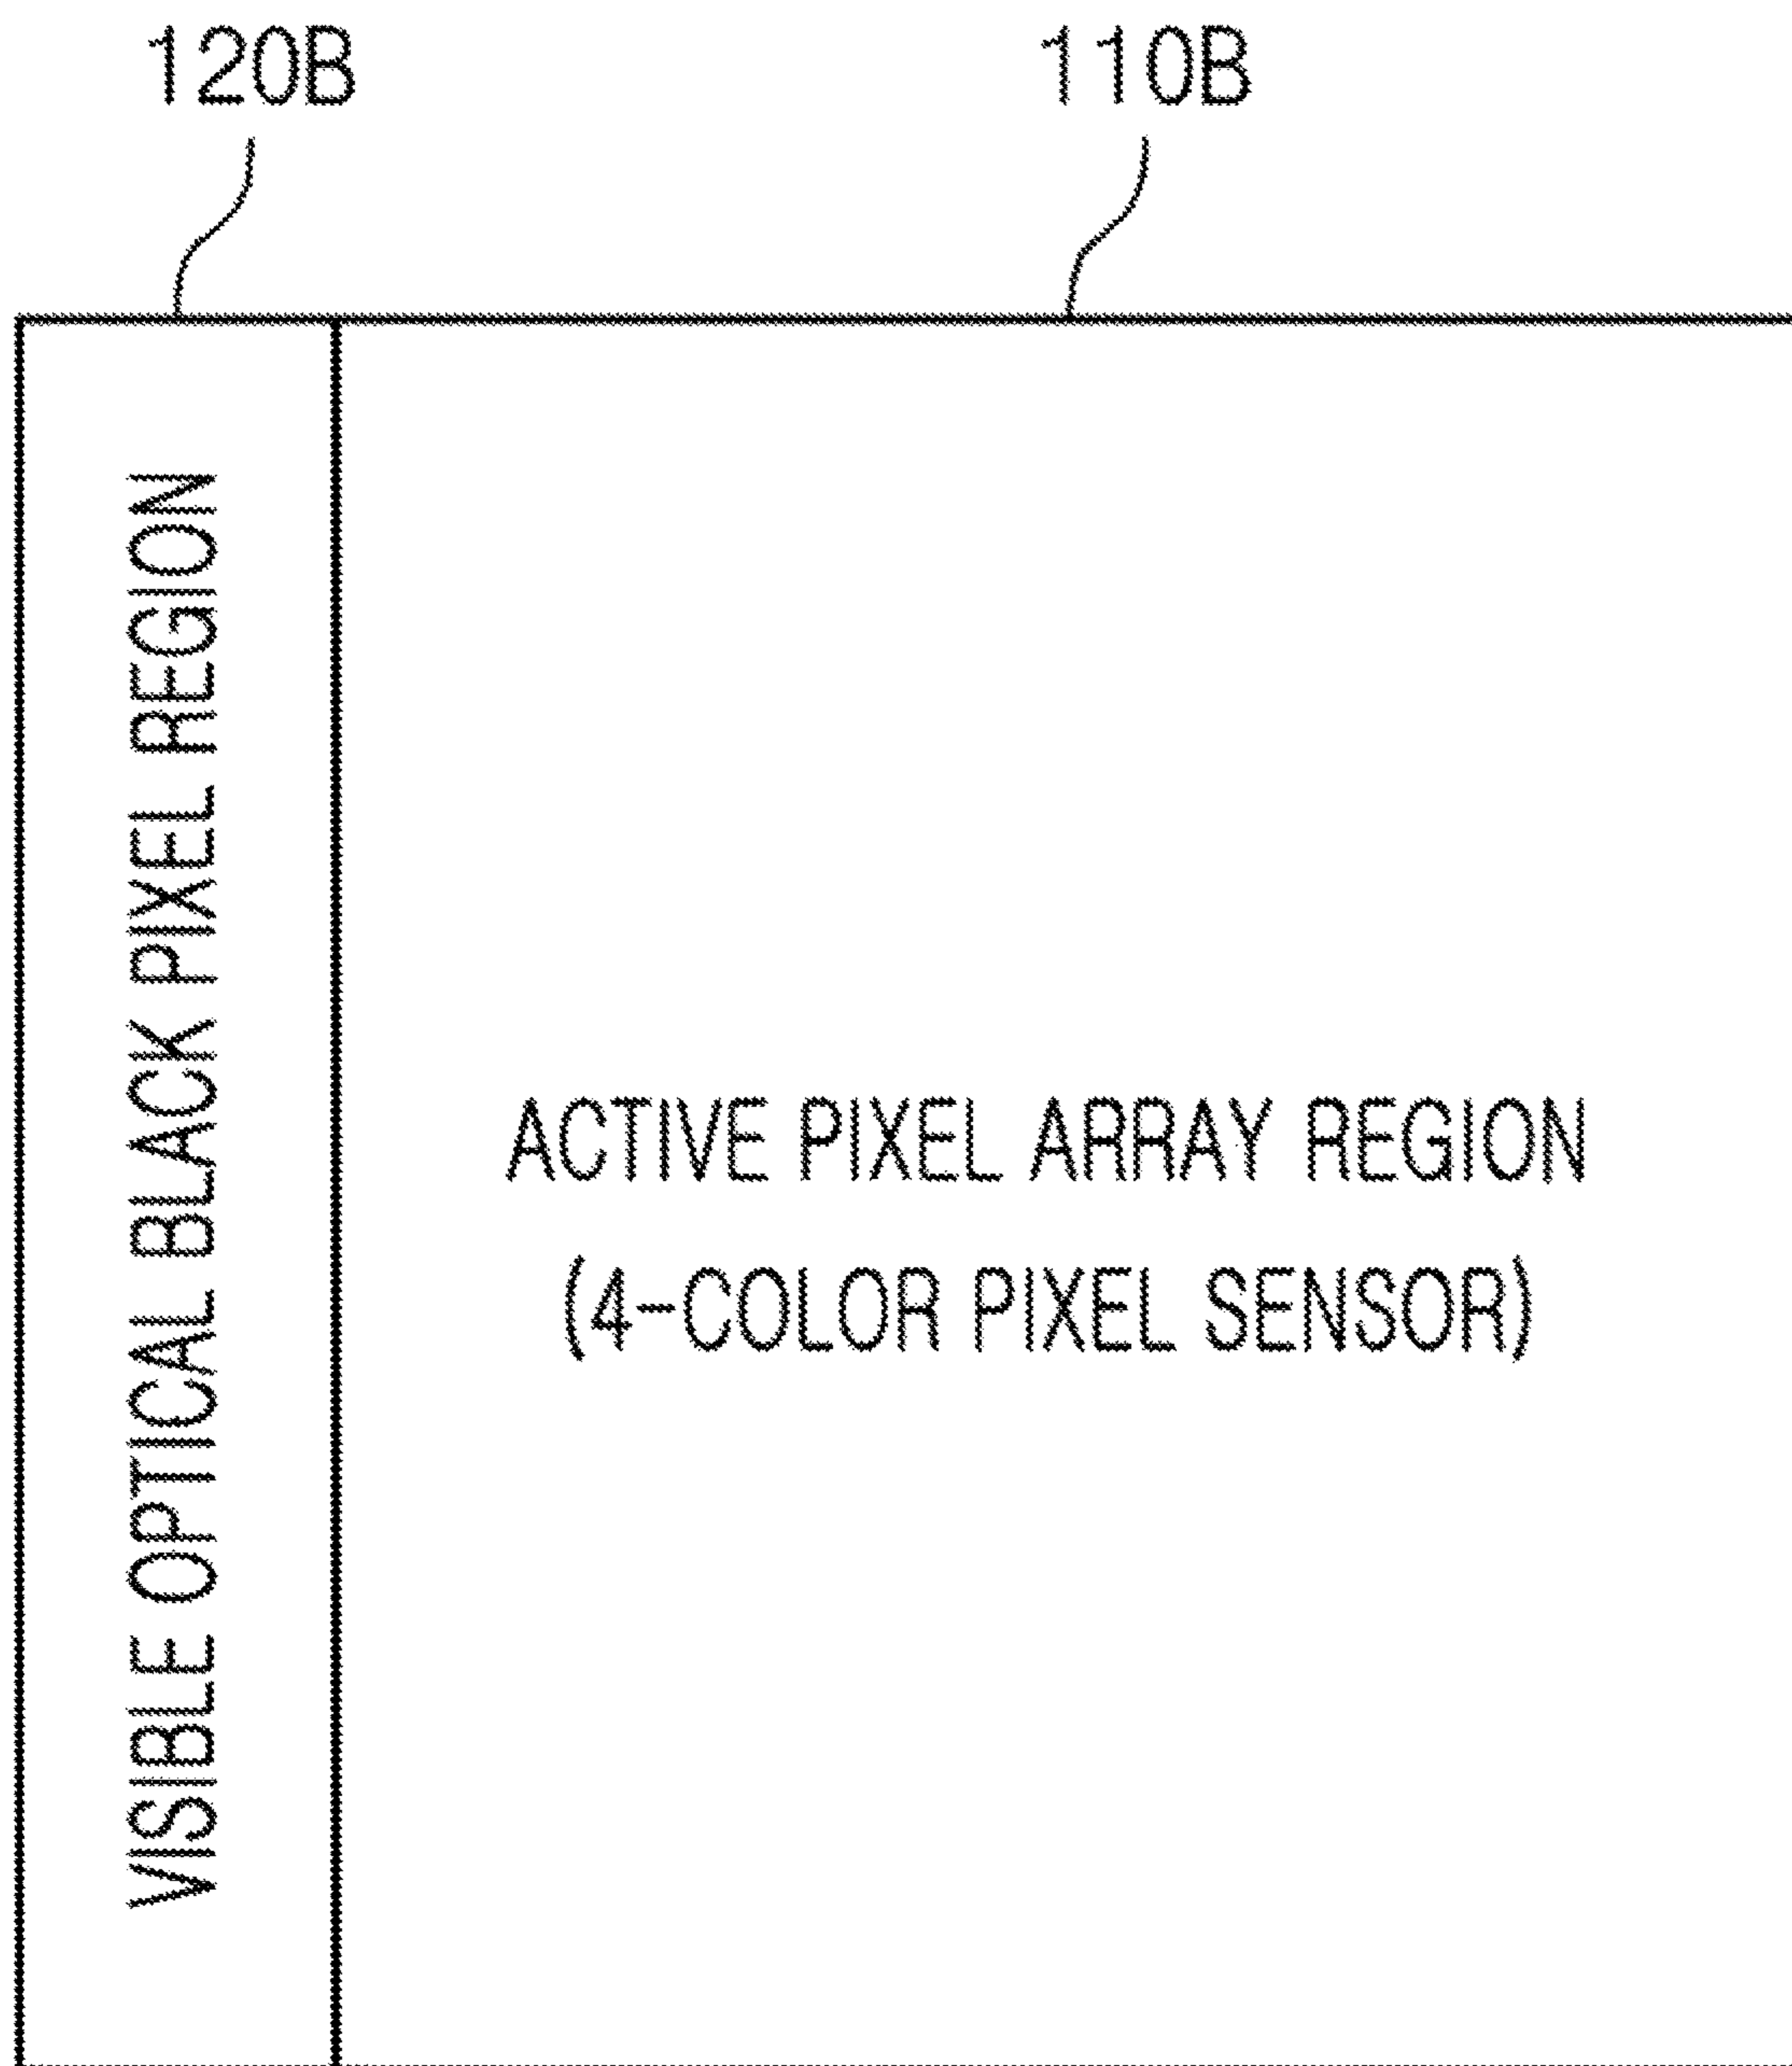 120B
110B
VISIBLE OPTICAL BLACK PIXEL REGION
ACTIVE PIXEL ARRAY REGION
(4-COLOR PIXEL SENSOR)